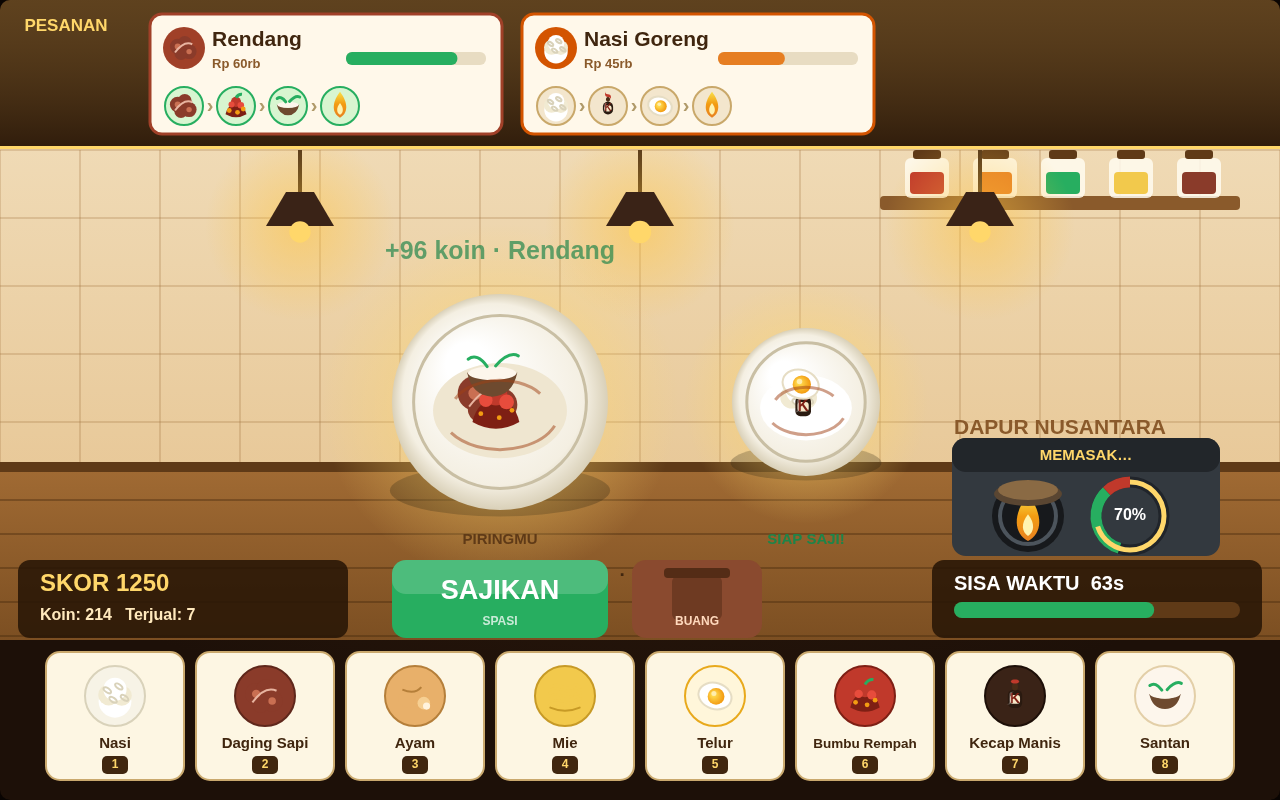 PESANAN
Rendang
Rp 60rb
Nasi Goreng
Rp 45rb
K
+96 koin · Rendang
K
DAPUR NUSANTARA
MEMASAK...
70%
PIRINGMU
SIAP SAJI!
SKOR 1250
Koin: 214 Terjual: 7
SAJIKAN
SPASI
BUANG
SISA WAKTU 63s
K
Nasi
1
Daging Sapi
2
Ayam
3
Mie
4
Telur
5
Bumbu Rempah
6
Kecap Manis
7
Santan
8